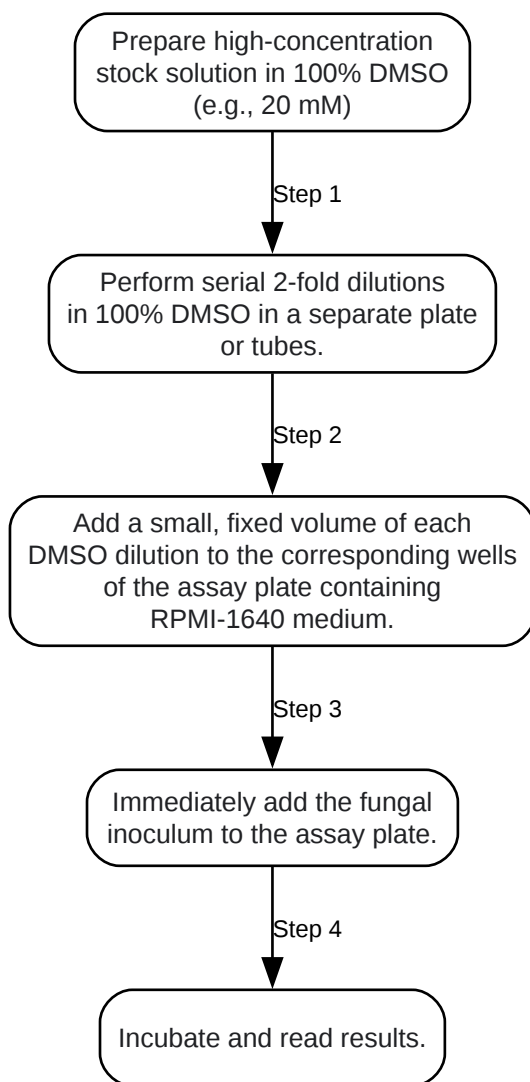 Prepare high-concentration
stock solution in 100% DMSO
(e.g., 20 mM)
Step 1
Perform serial 2-fold dilutions
in 100% DMSO in a separate plate
or tubes.
Step 2
Add a small, fixed volume of each
DMSO dilution to the corresponding wells
of the assay plate containing
RPMI-1640 medium.
Step 3
Immediately add the fungal
inoculum to the assay plate.
Step 4
Incubate and read results.